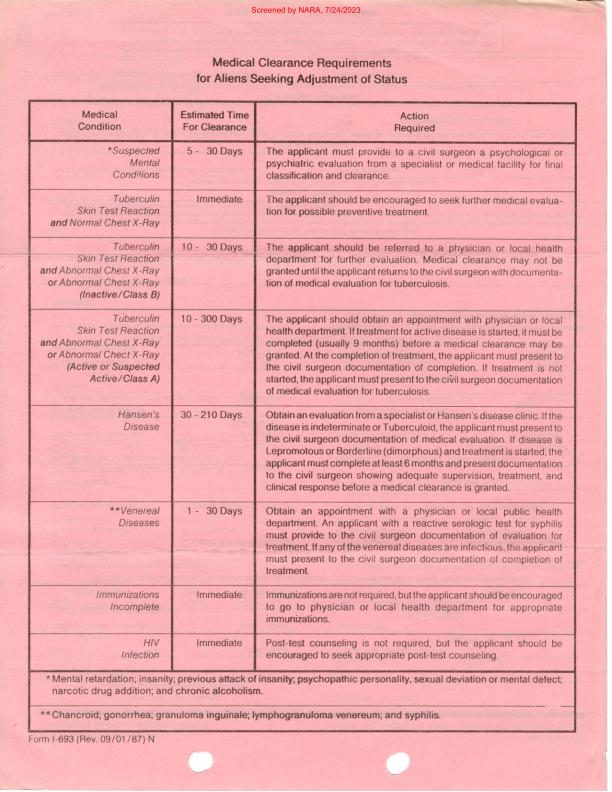 Screened by NARA, 7/24/2023
Medical Clearance Requirements
for Aliens Seeking Adjustment of Status
Medical
Condition
Estimated Time
For Clearance
Action
Required
*Suspected
Mental
Conditions
5 - 30 Days
The applicant must provide to a civil surgeon a psychological or
psychiatric evaluation from a specialist or medical facility for final
classification and clearance.
Tuberculin
Skin Test Reaction
and Normal Chest X-Ray
Immediate
The applicant should be encouraged to seek further medical evalua-
tion for possible preventive treatment.
Tuberculin
Skin Test Reaction
and Abnormal Chest X-Ray
or Abnormal Chest X-Ray
(Inactive/Class B)
10 - 30 Days
The applicant should be referred to a physician or local health
department for further evaluation. Medical clearance may not be
granted until the applicant returns to the civil surgeon with documenta-
tion of medical evaluation for tuberculosis.
Tuberculin
Skin Test Reaction
and Abnormal Chest X-Ray
or Abnormal Chect X-Ray
(Active or Suspected
Active/Class A)
10 - 300 Days
The applicant should obtain an appointment with physician or local
health department. If treatment for active disease is started, it must be
completed (usually 9 months) before a medical clearance may be
granted. At the completion of treatment, the applicant must present to
the civil surgeon documentation of completion. If treatment is not
started, the applicant must present to the civil surgeon documentation
of medical evaluation for tuberculosis.
Hansen's
Disease
30 - 210 Days
Obtain an evaluation from a specialist or Hansen's disease clinic. If the
disease is indeterminate or Tuberculoid, the applicant must present to
the civil surgeon documentation of medical evaluation. If disease is
Lepromotous or Borderline (dimorphous) and treatment is started, the
applicant must complete at least 6 months and present documentation
to the civil surgeon showing adequate supervision, treatment, and
clinical response before a medical clearance is granted.
**Venereal
Diseases
1 - 30 Days
Obtain an appointment with a physician or local public health
department. An applicant with a reactive serologic test for syphilis
must provide to the civil surgeon documentation of evaluation for
treatment. If any of the venereal diseases are infectious, the applicant
must present to the civil surgeon documentation of completion of
treatment.
Immunizations
Incomplete
Immediate
Immunizations are not required, but the applicant should be encouraged
to go to physician or local health department for appropriate
immunizations.
HIV
Infection
Immediate
Post-test counseling is not required, but the applicant should be
encouraged to seek appropriate post-test counseling.
* Mental retardation; insanity; previous attack of insanity; psychopathic personality, sexual deviation or mental defect;
narcotic drug addition; and chronic alcoholism.
** Chancroid; gonorrhea; granuloma inguinale; lymphogranuloma venereum; and syphilis.
Form I-693 (Rev. 09/01/87) N